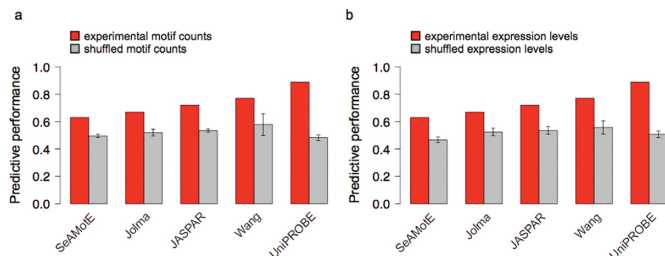 a
experimental motif counts
shuffled motif counts
Predictive performance
1.0
0.8
0.6
0.4
0.2
0.0
SeAMotE
Jolma
JASPAR
Wang
UniPROBE
b
experimental expression levels
shuffled expression levels
Predictive performance
1.0
0.8
0.6
0.4
0.2
0.0
SeAMotE
Jolma
JASPAR
Wang
UniPROBE